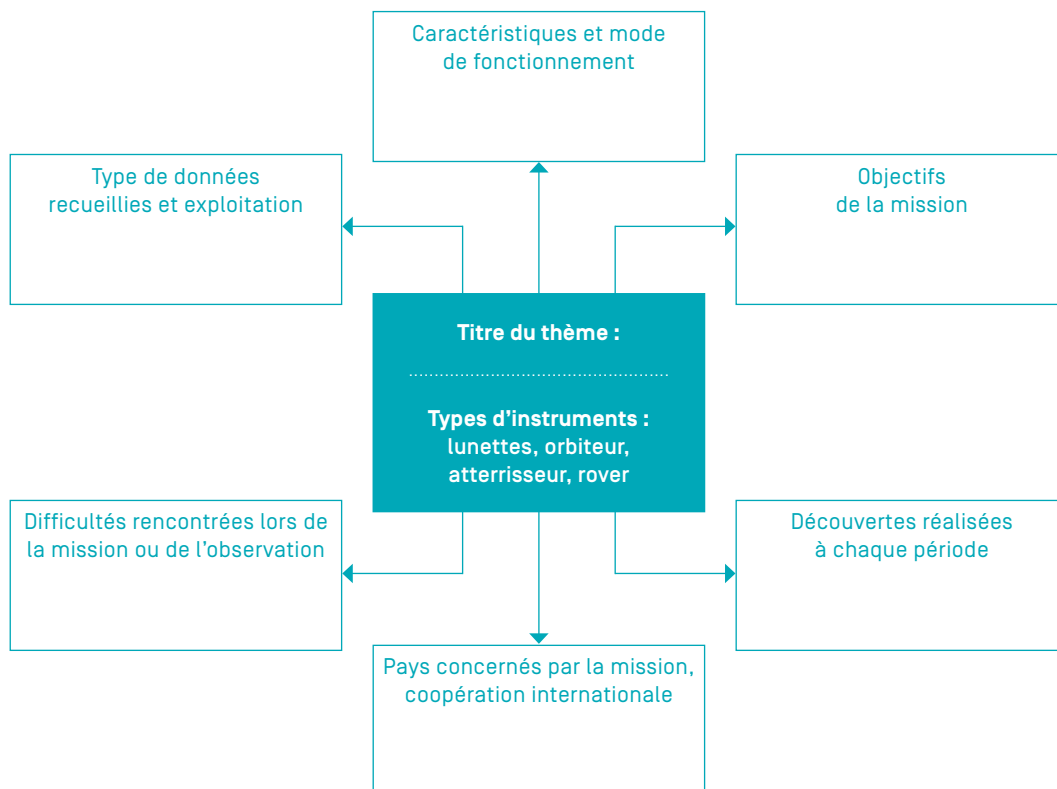 Caractéristiques et mode
de fonctionnement
Type de données
recueillies et exploitation
Objectifs
de la mission
Titre du thème :
..................................................
Types d'instruments :
lunettes, orbiteur,
atterrisseur, rover
Difficultés rencontrées lors de
la mission ou de l'observation
Découvertes réalisées
à chaque période
Pays concernés par la mission,
coopération internationale